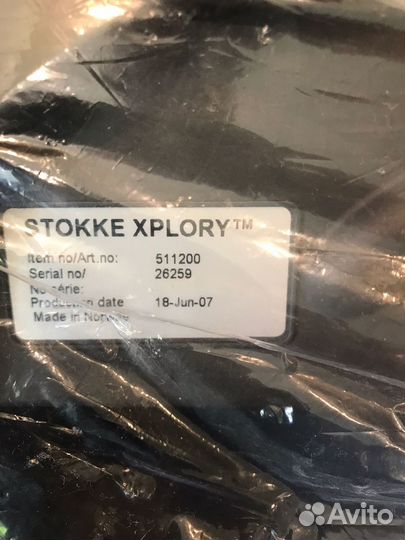 STOKKE XPLORY™
Item no/Art.no: 511200
Serial no/ 26259
No série:
Production date 18-Jun-07
Made in Norway
Avito